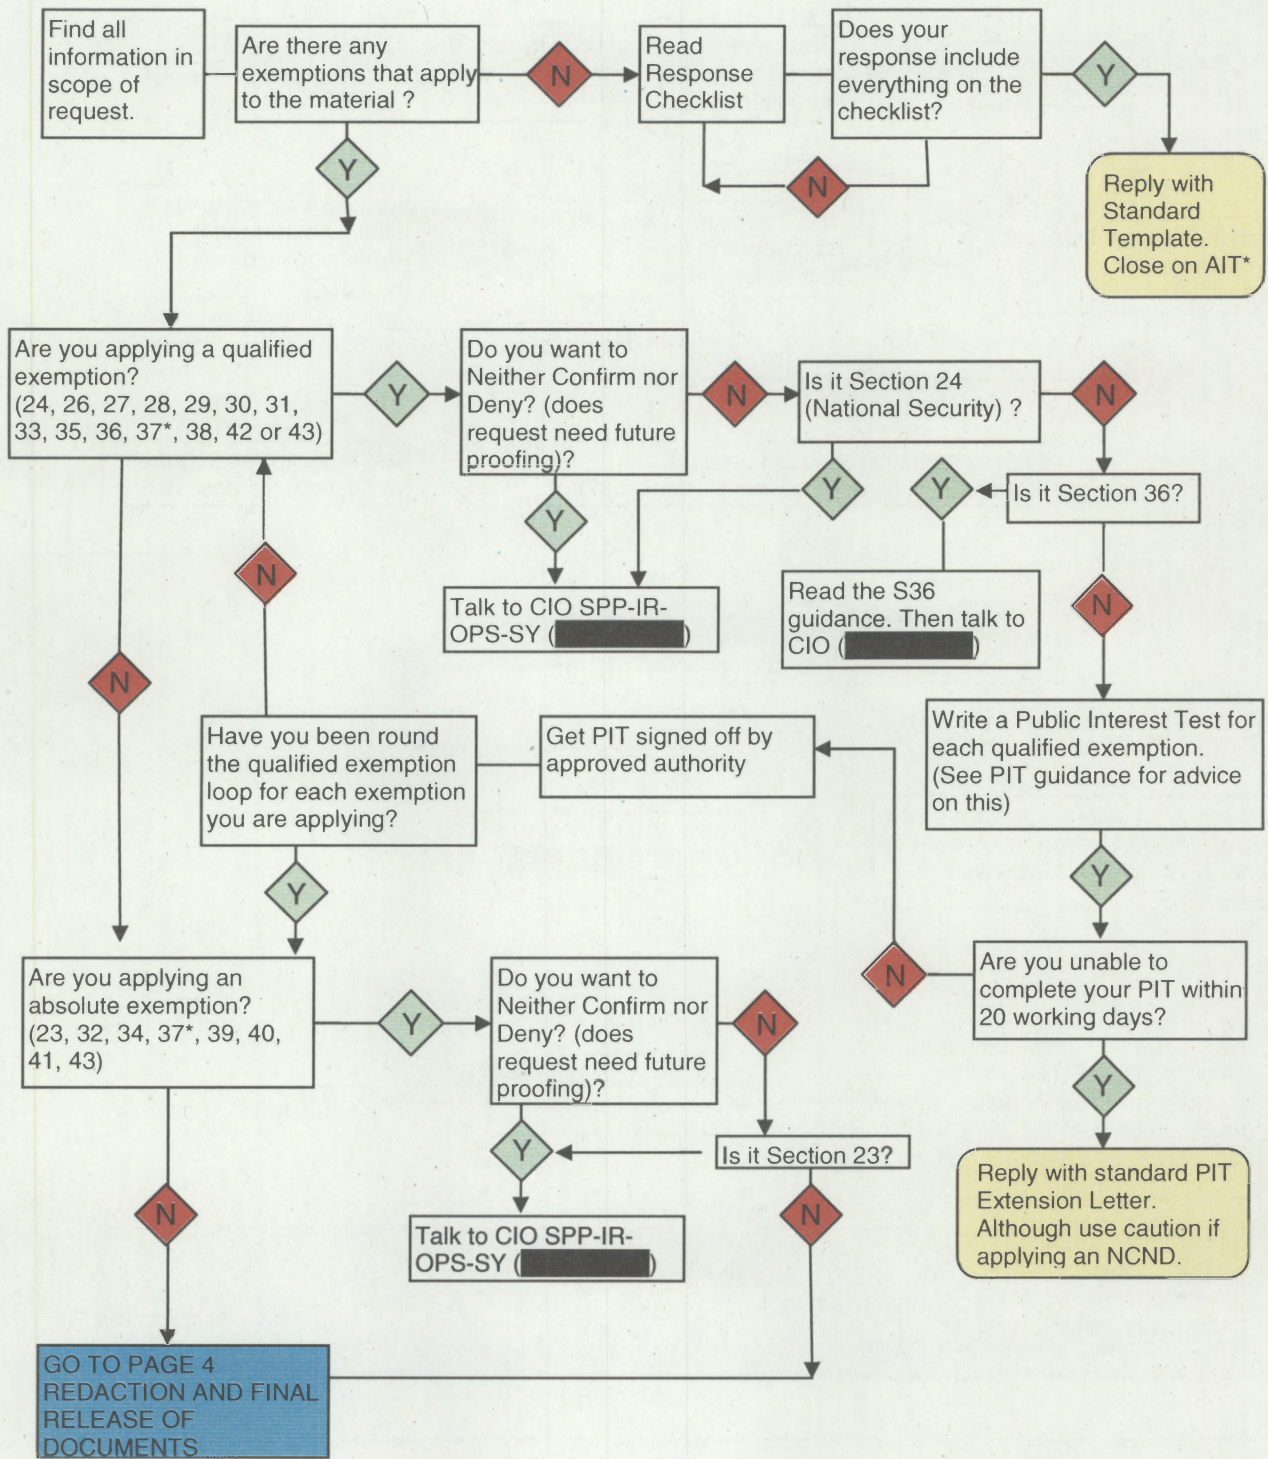 Find all
information in
scope of
request.
Are there any
exemptions that apply
to the material ?
N
Read
Response
Checklist
Does your
response include
everything on the
checklist?
Y
Y
N
Reply with
Standard
Template.
Close on AIT*
Are you applying a qualified
exemption?
(24, 26, 27, 28, 29, 30, 31,
33, 35, 36, 37*, 38, 42 or 43)
Y
Do you want to
Neither Confirm nor
Deny? (does
request need future
proofing)?
N
Is it Section 24
(National Security) ?
N
Y
Y
Y
Is it Section 36?
N
Talk to CIO SPP-IR-
OPS-SY ( )
Read the S36
guidance. Then talk to
CIO ( )
N
N
Have you been round
the qualified exemption
loop for each exemption
you are applying?
Get PIT signed off by
approved authority
Write a Public Interest Test for
each qualified exemption.
(See PIT guidance for advice
on this)
Y
Y
Are you applying an
absolute exemption?
(23, 32, 34, 37*, 39, 40,
41, 43)
Y
Do you want to
Neither Confirm nor
Deny? (does
request need future
proofing)?
N
N
Are you unable to
complete your PIT within
20 working days?
Y
Y
Is it Section 23?
N
N
Talk to CIO SPP-IR-
OPS-SY ( )
Reply with standard PIT
Extension Letter.
Although use caution if
applying an NCND.
GO TO PAGE 4
REDACTION AND FINAL
RELEASE OF
DOCUMENTS